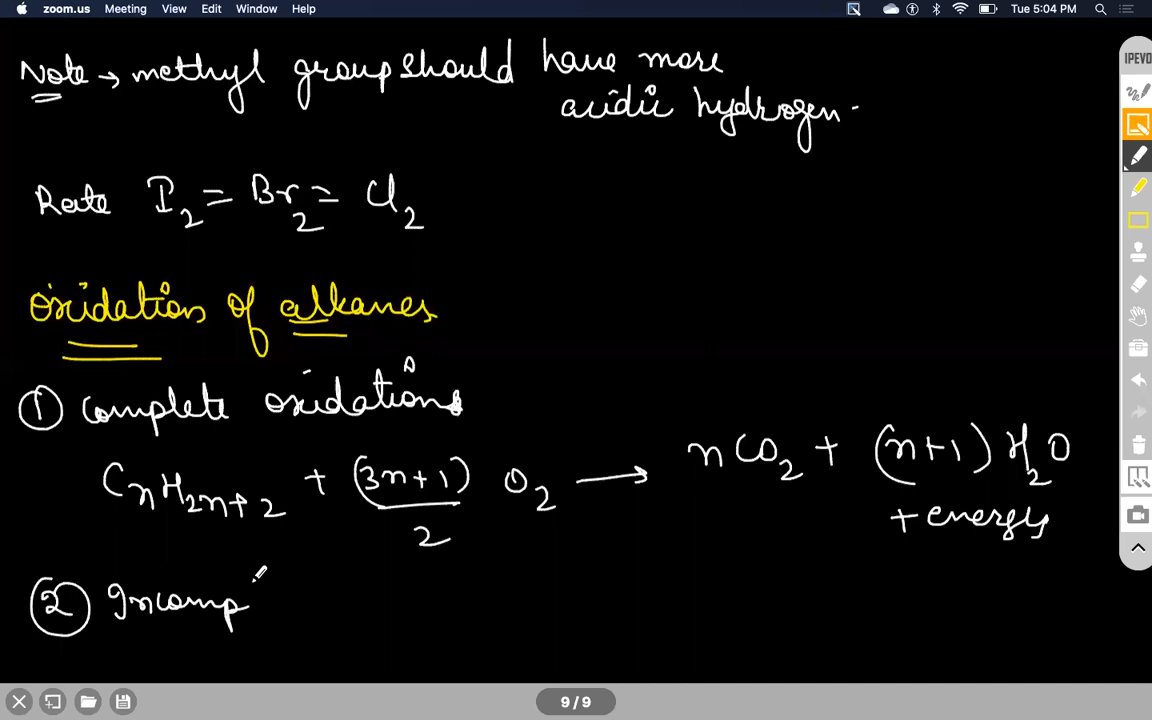 zoom.us Meeting View Edit Window Help Tue 5:04 PM
IPEVO
Note → methyl group should have more
acidic hydrogen -
Rate I₂ = Br₂ = Cl₂
oxidation of alkanes
① complete oxidation
CₙH₂ₙ₊₂ + (3n+1)/2 O₂ → nCO₂ + (n+1) H₂O
+ energy
② Incomp
9 / 9